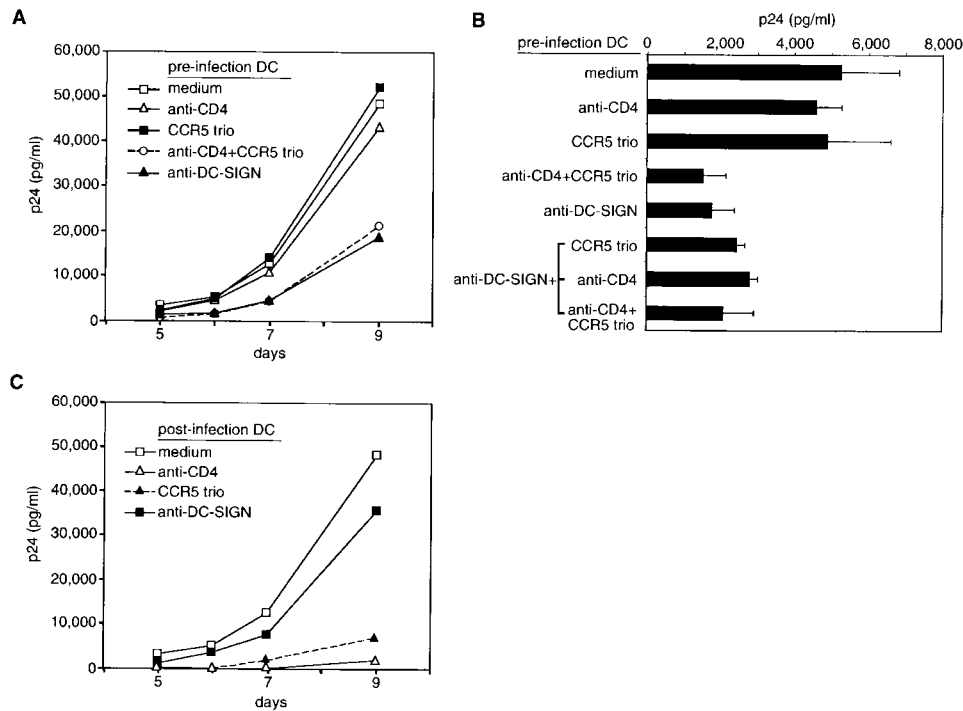 A
60,000
50,000
40,000
30,000
20,000
10,000
0
p24 (pg/ml)
pre-infection DC
medium
anti-CD4
CCR5 trio
anti-CD4+CCR5 trio
anti-DC-SIGN
5
7
9
days
B
p24 (pg/ml)
pre-infection DC
0
2,000
4,000
6,000
8,000
medium
anti-CD4
CCR5 trio
anti-CD4+CCR5 trio
anti-DC-SIGN
anti-DC-SIGN+
CCR5 trio
anti-CD4
anti-CD4+
CCR5 trio
C
60,000
50,000
40,000
30,000
20,000
10,000
0
p24 (pg/ml)
post-infection DC
medium
anti-CD4
CCR5 trio
anti-DC-SIGN
5
7
9
days